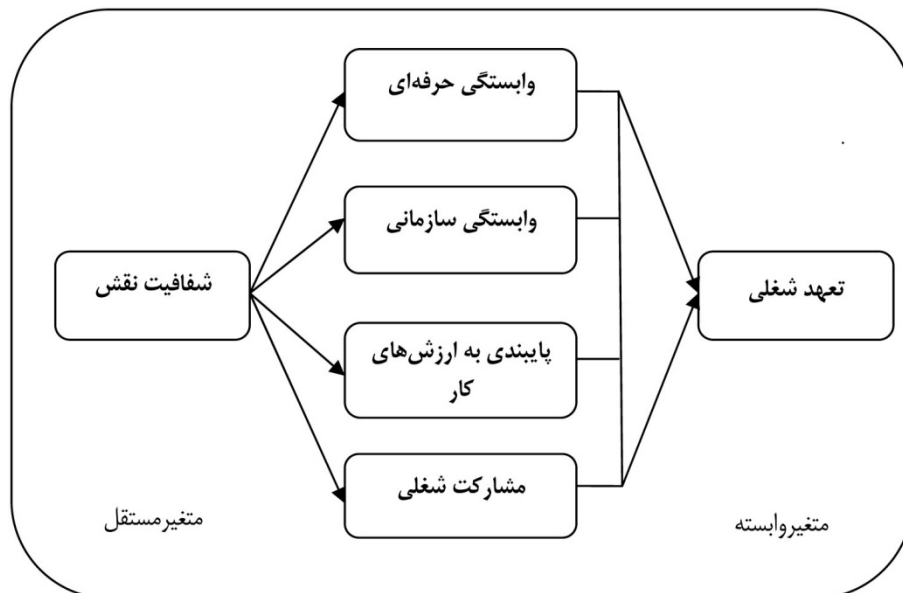 وابستگی حرفه‌ای
وابستگی سازمانی
شفافیت نقش
تعهد شغلی
پایبندی به ارزش‌های
کار
مشارکت شغلی
متغیرمستقل
متغیروابسته